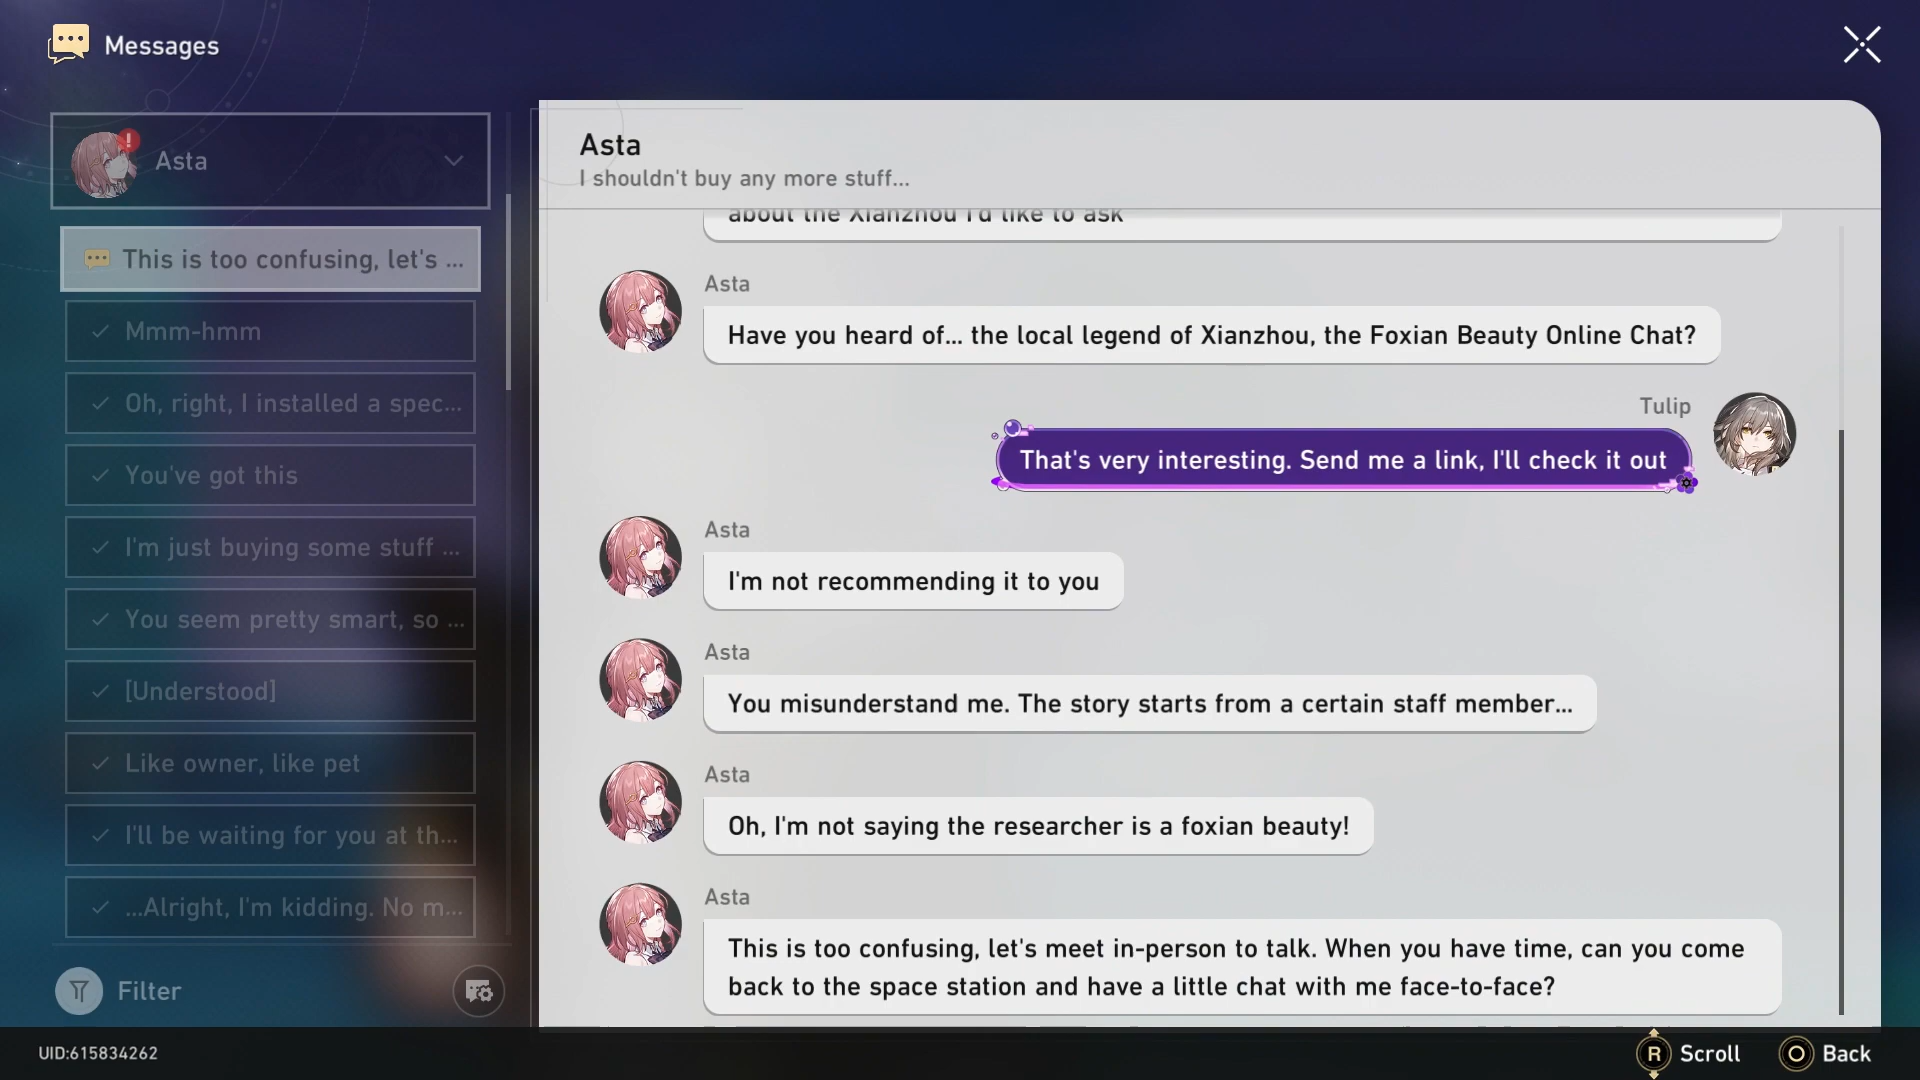 Messages
Asta
This is too confusing, let's ...
Mmm-hmm
Oh, right, I installed a spec...
You've got this
I'm just buying some stuff ...
You seem pretty smart, so ...
[Understood]
Like owner, like pet
I'll be waiting for you at th...
...Alright, I'm kidding. No m...
Filter
Asta
I shouldn't buy any more stuff...
about the Xianzhou I'd like to ask
Asta
Have you heard of... the local legend of Xianzhou, the Foxian Beauty Online Chat?
Tulip
That's very interesting. Send me a link, I'll check it out
Asta
I'm not recommending it to you
Asta
You misunderstand me. The story starts from a certain staff member...
Asta
Oh, I'm not saying the researcher is a foxian beauty!
Asta
This is too confusing, let's meet in-person to talk. When you have time, can you come
back to the space station and have a little chat with me face-to-face?
UID:615834262
R Scroll
Back